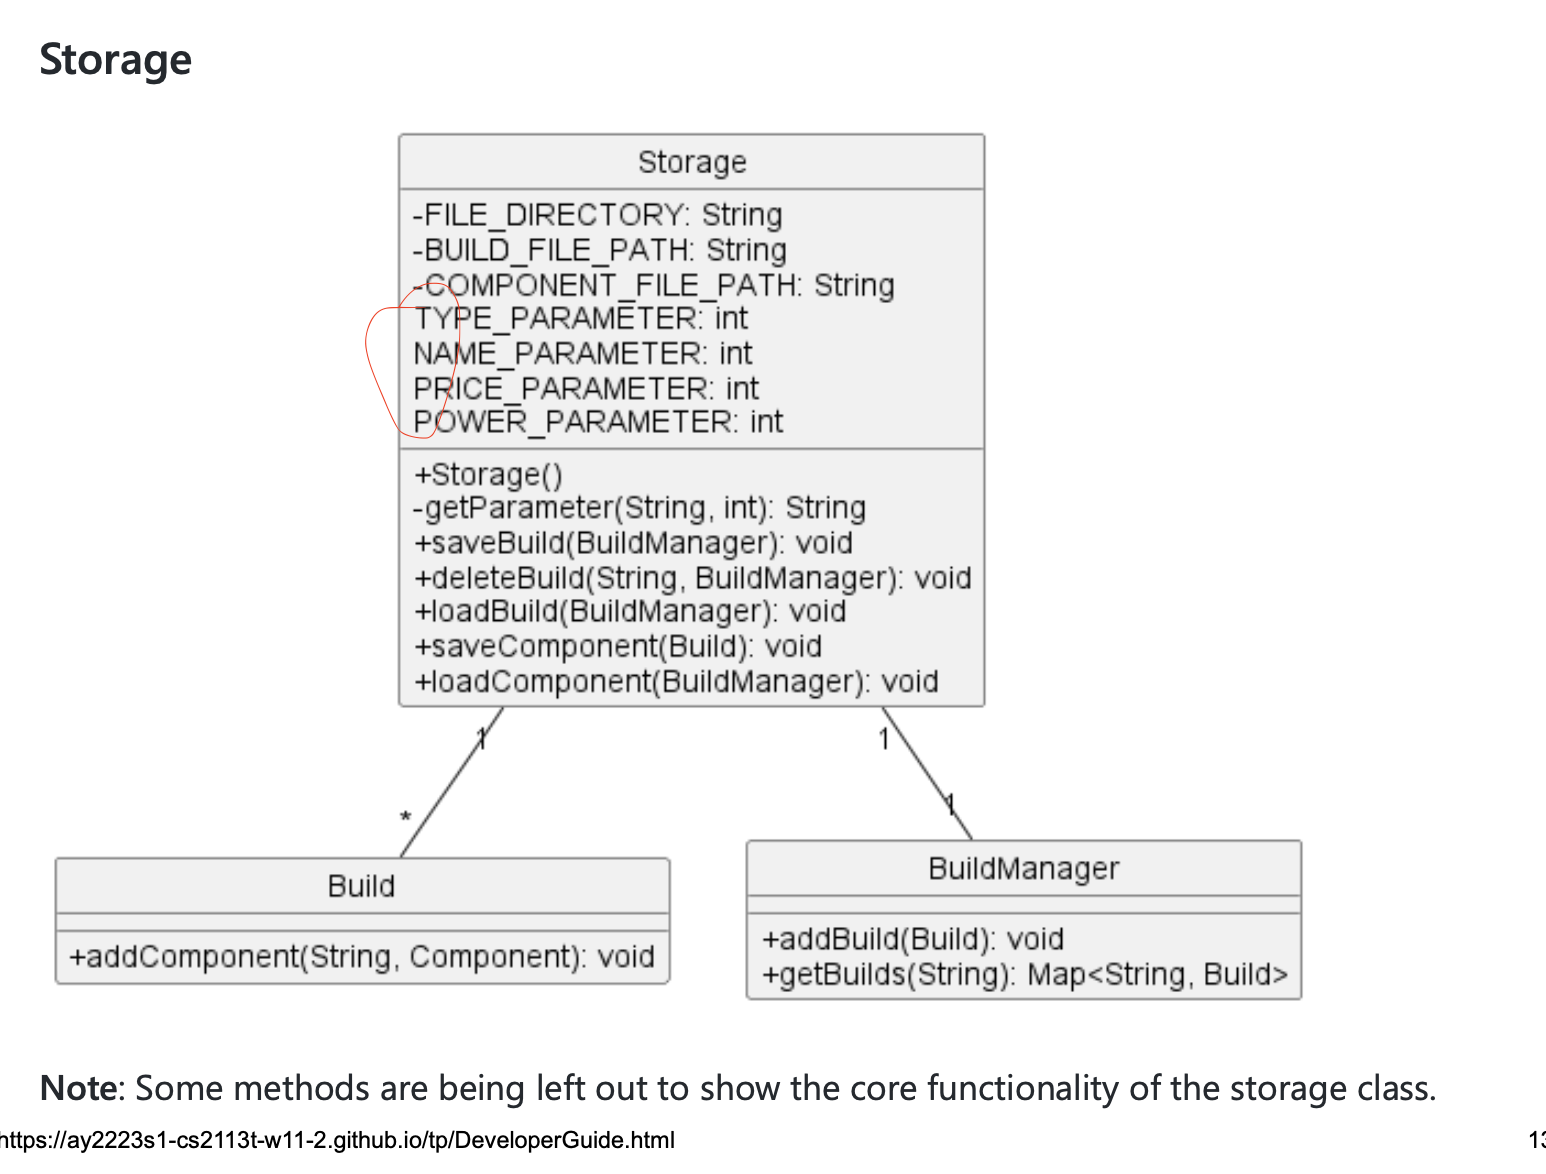 Storage
Storage
-FILE_DIRECTORY: String
-BUILD_FILE_PATH: String
-COMPONENT_FILE_PATH: String
TYPE_PARAMETER: int
NAME_PARAMETER: int
PRICE_PARAMETER: int
POWER_PARAMETER: int
+Storage()
-getParameter(String, int): String
+saveBuild(BuildManager): void
+deleteBuild(String, BuildManager): void
+loadBuild(BuildManager): void
+saveComponent(Build): void
+loadComponent(BuildManager): void
1
1
*
1
Build
+addComponent(String, Component): void
BuildManager
+addBuild(Build): void
+getBuilds(String): Map<String, Build>
Note: Some methods are being left out to show the core functionality of the storage class.
https://ay2223s1-cs2113t-w11-2.github.io/tp/DeveloperGuide.html